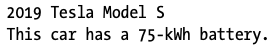 2019 Tesla Model S
This car has a 75-kWh battery.